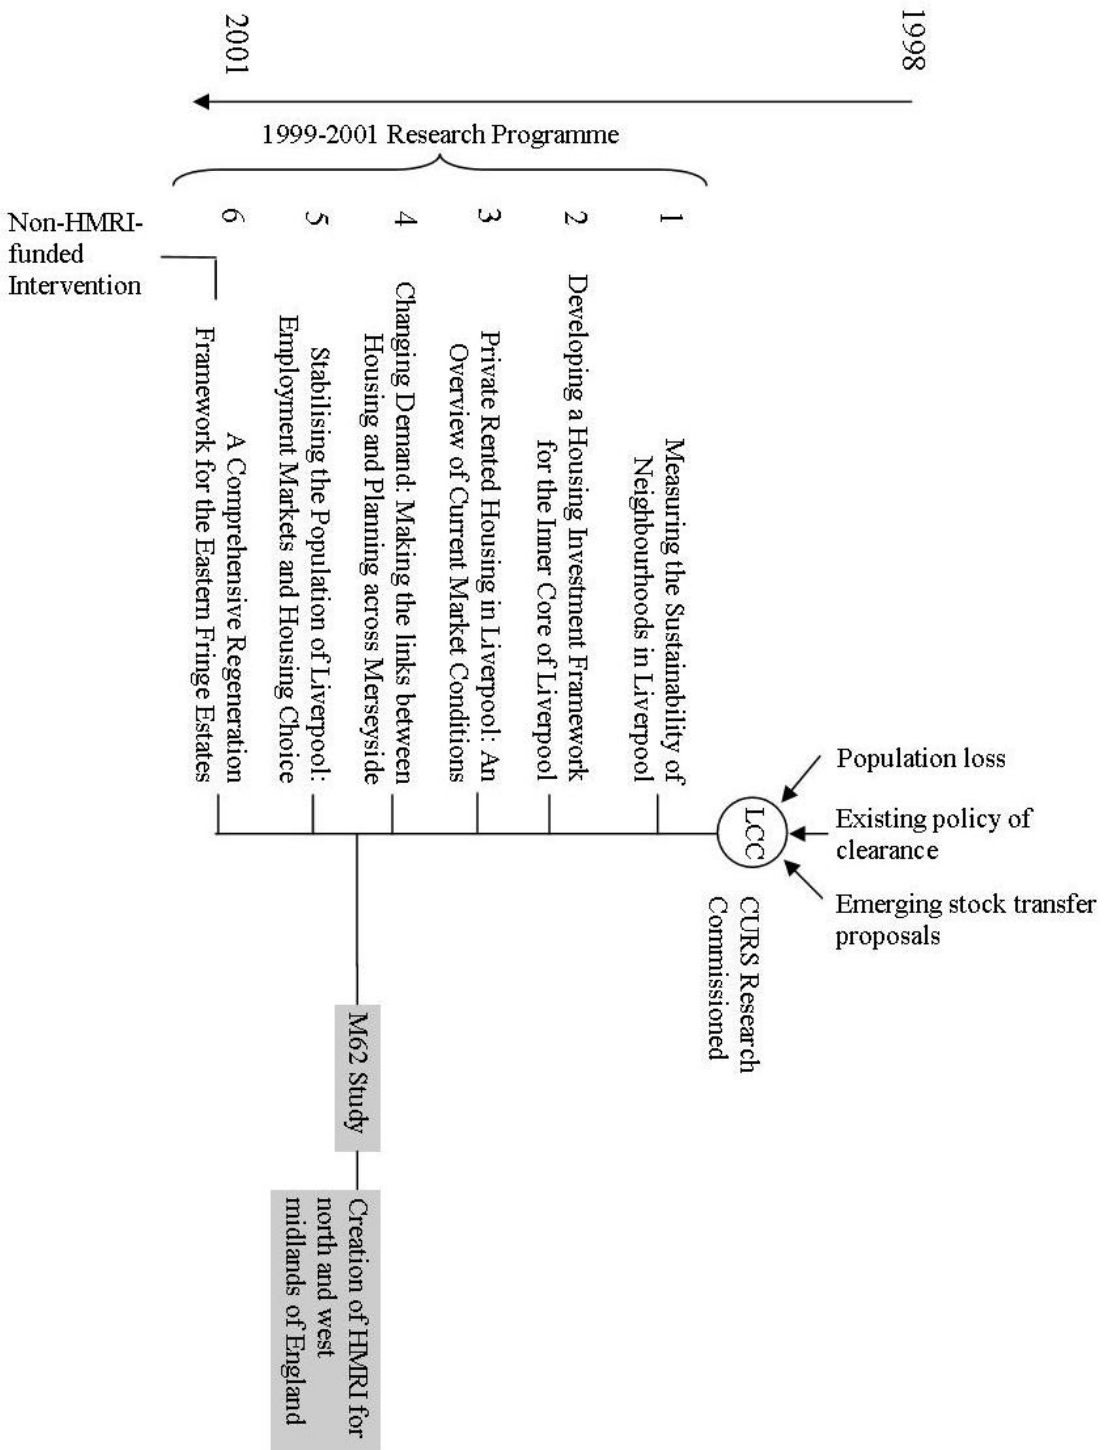 1998
2001
1999-2001 Research Programme
1
Measuring the Sustainability of
Neighbourhoods in Liverpool
2
Developing a Housing Investment Framework
for the Inner Core of Liverpool
3
Private Rented Housing in Liverpool: An
Overview of Current Market Conditions
4
Changing Demand: Making the links between
Housing and Planning across Merseyside
5
Stabilising the Population of Liverpool:
Employment Markets and Housing Choice
6
A Comprehensive Regeneration
Framework for the Eastern Fringe Estates
Non-HMRI-
funded
Intervention
Population loss
Existing policy of
clearance
Emerging stock transfer
proposals
LCC
CURS Research
Commissioned
M62 Study
Creation of HMRI for
north and west
midlands of England